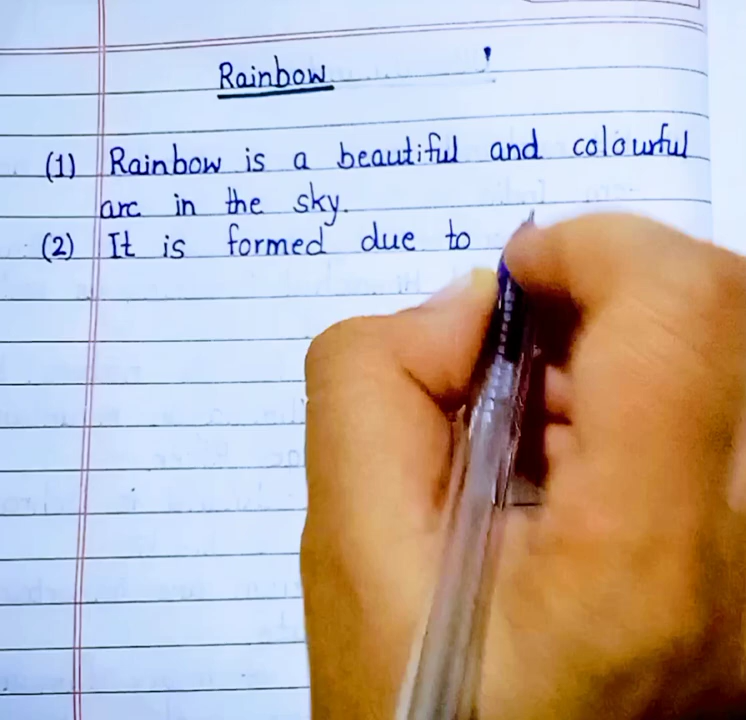 Rainbow
(1) Rainbow is a beautiful and colourful
arc in the sky.
(2) It is formed due to